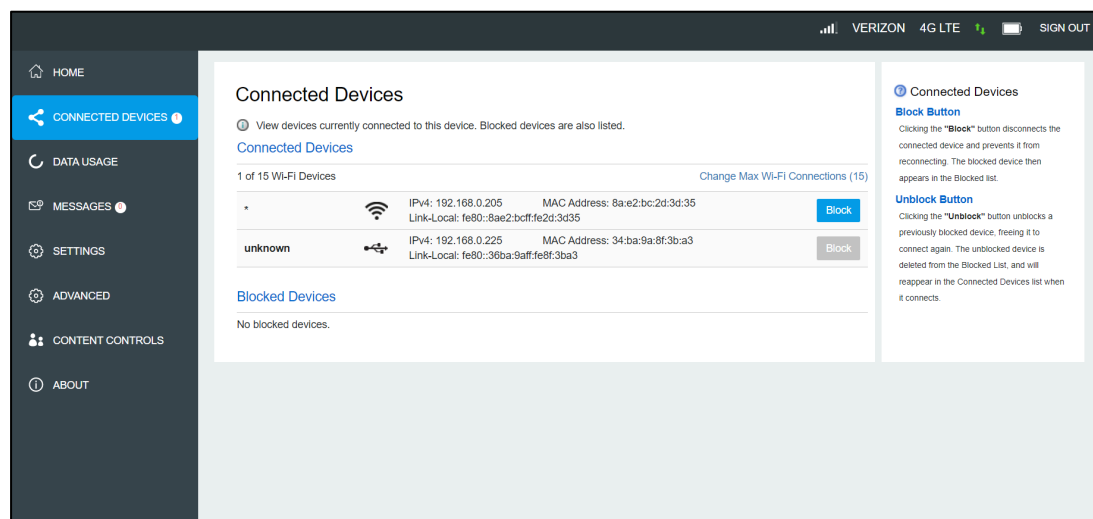 VERIZON 4G LTE SIGN OUT
HOME
CONNECTED DEVICES 1
DATA USAGE
MESSAGES 0
SETTINGS
ADVANCED
CONTENT CONTROLS
ABOUT
Connected Devices
View devices currently connected to this device. Blocked devices are also listed.
Connected Devices
1 of 15 Wi-Fi Devices Change Max Wi-Fi Connections (15)
* IPv4: 192.168.0.205 MAC Address: 8a:e2:bc:2d:3d:35 Block
Link-Local: fe80::8ae2:bcff:fe2d:3d35
unknown IPv4: 192.168.0.225 MAC Address: 34:ba:9a:8f:3b:a3 Block
Link-Local: fe80::36ba:9aff:fe8f:3ba3
Blocked Devices
No blocked devices.
Connected Devices
Block Button
Clicking the "Block" button disconnects the
connected device and prevents it from
reconnecting. The blocked device then
appears in the Blocked list.
Unblock Button
Clicking the "Unblock" button unblocks a
previously blocked device, freeing it to
connect again. The unblocked device is
deleted from the Blocked List, and will
reappear in the Connected Devices list when
it connects.